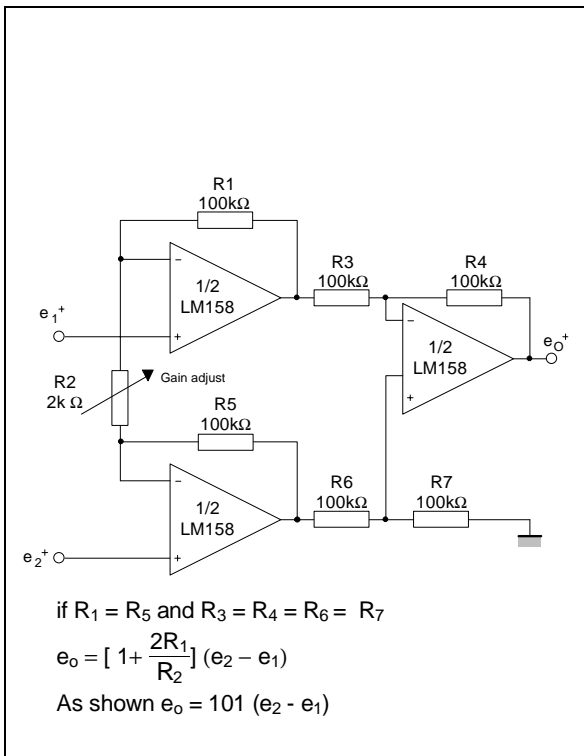 R1
100kΩ
R3
100kΩ
R4
100kΩ
−
1/2
LM158
+
e1+
−
1/2
LM158
+
eO+
R2
2k Ω
Gain adjust
R5
100kΩ
−
1/2
LM158
+
e2+
R6
100kΩ
R7
100kΩ
if R1 = R5 and R3 = R4 = R6 = R7
eo = [ 1+ 2R1/R2 ] (e2 − e1)
As shown eo = 101 (e2 - e1)